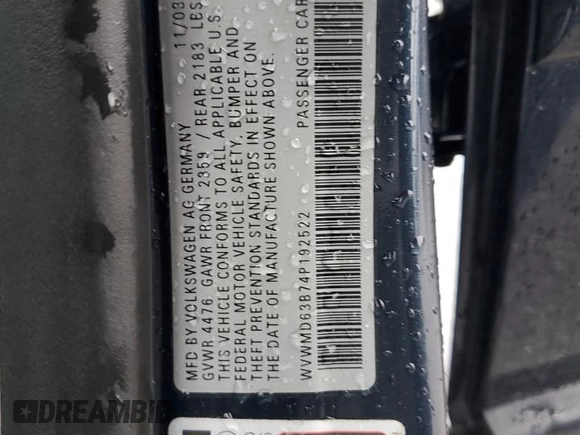 MFD BY VOLKSWAGEN AG GERMANY 11/03
GVWR 4476 GAWR FRONT 2359 / REAR 2183 LBS
THIS VEHICLE CONFORMS TO ALL APPLICABLE U.S.
FEDERAL MOTOR VEHICLE SAFETY, BUMPER AND
THEFT PREVENTION STANDARDS IN EFFECT ON
THE DATE OF MANUFACTURE SHOWN ABOVE.
WVWMD63B74P192522 PASSENGER CAR
DREAMBID